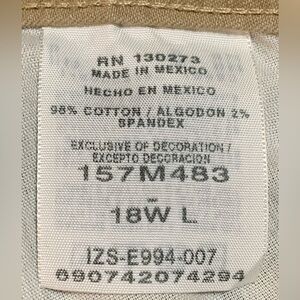 RN 130273
MADE IN MEXICO
HECHO EN MEXICO
98% COTTON / ALGODON 2%
SPANDEX
EXCLUSIVE OF DECORATION /
EXCEPTO DECORACION
157M483
-
18W L
IZS-E994-007
090742074294